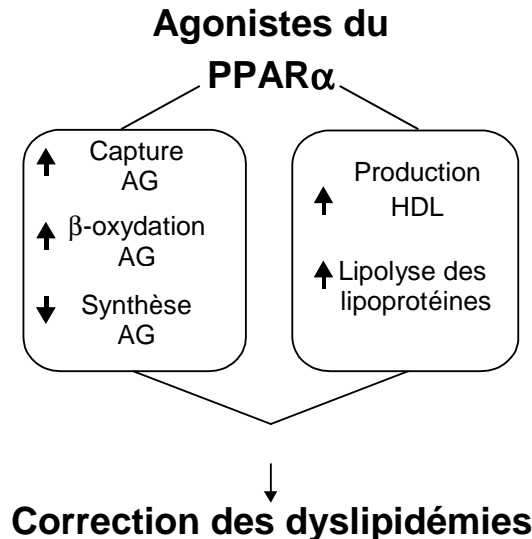 Agonistes du
PPARα
Capture
AG
β-oxydation
AG
Synthèse
AG
Production
HDL
Lipolyse des
lipoprotéines
Correction des dyslipidémies